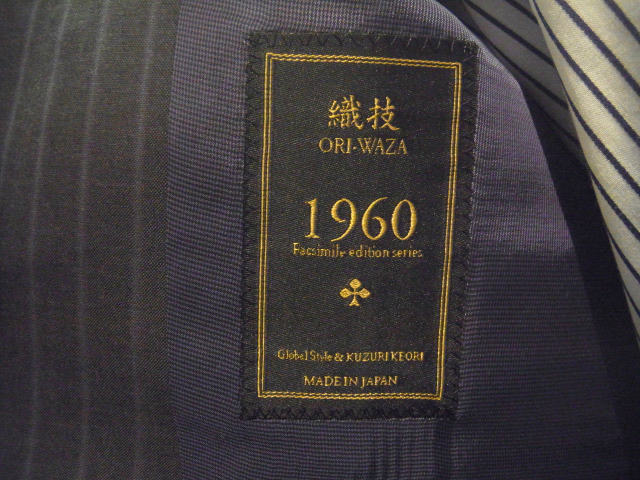 織技
ORI-WAZA
1960
Facsimile edition series
Global Style & KUZURI KEORI
MADE IN JAPAN